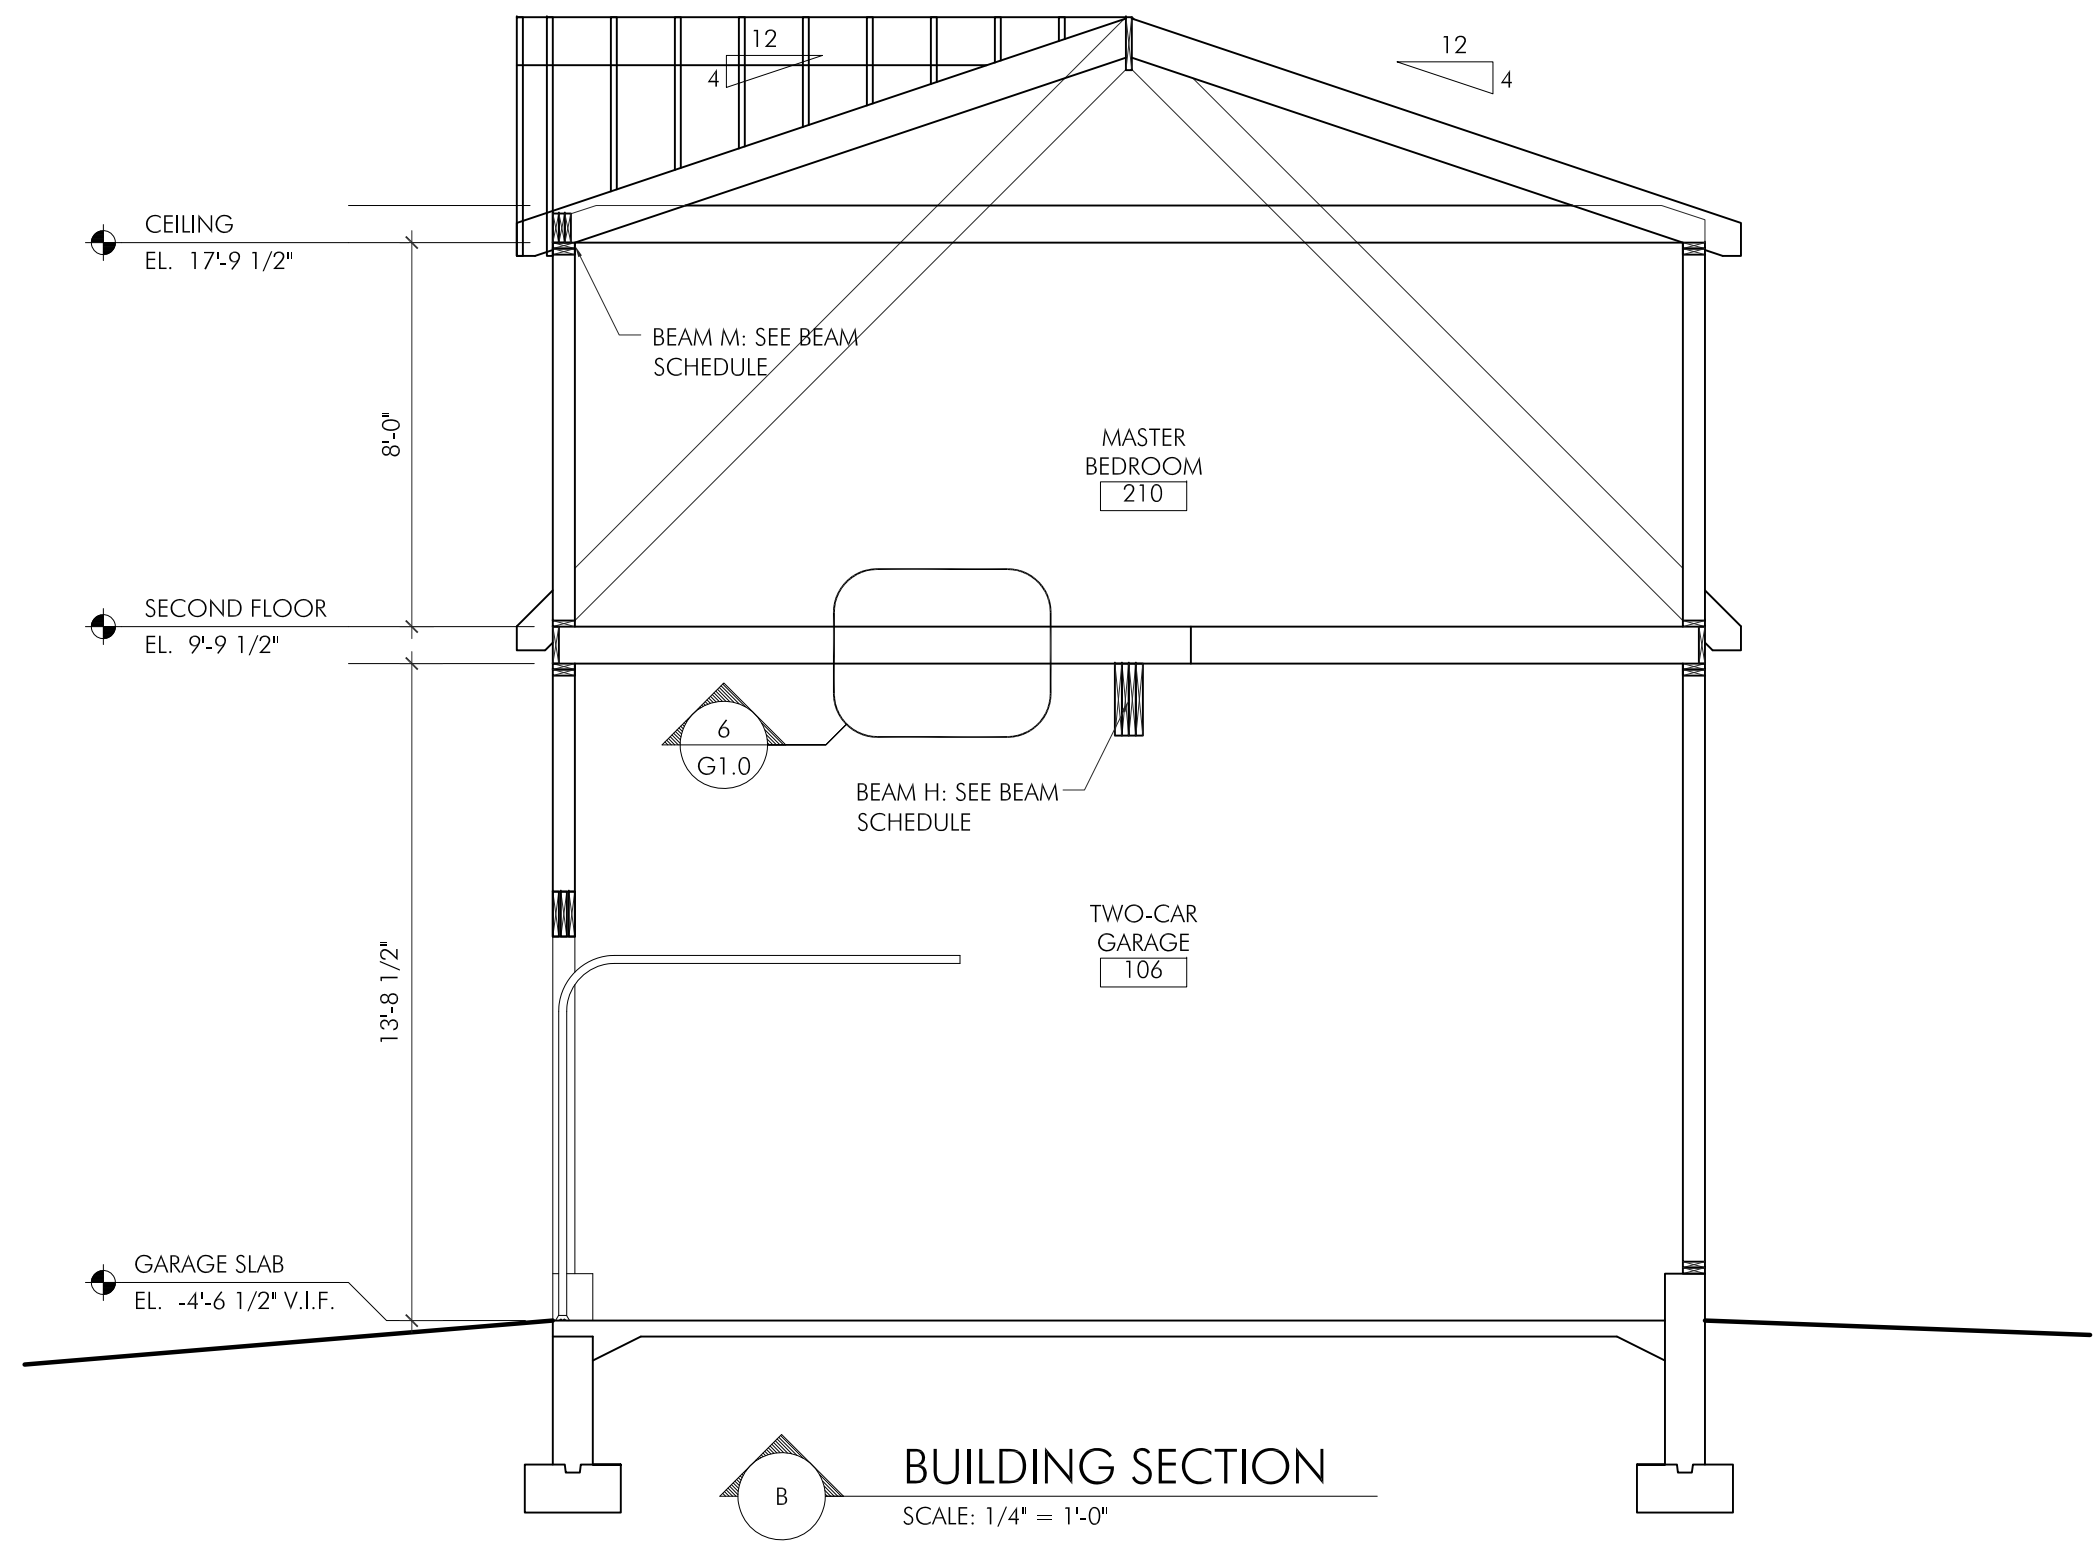 12
4
12
4
CEILING
EL. 17'-9 1/2"
BEAM M: SEE BEAM
SCHEDULE
8'-0"
MASTER
BEDROOM
210
SECOND FLOOR
EL. 9'-9 1/2"
6
G1.0
BEAM H: SEE BEAM
SCHEDULE
TWO-CAR
GARAGE
106
13'-8 1/2"
GARAGE SLAB
EL. -4'-6 1/2" V.I.F.
B
BUILDING SECTION
SCALE: 1/4" = 1'-0"